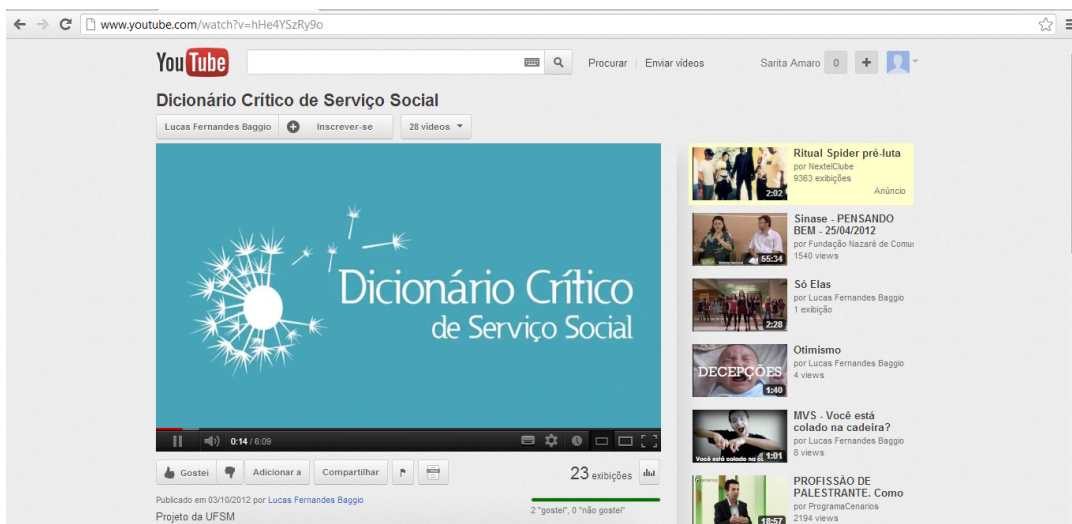 www.youtube.com/watch?v=hHe4YSzRy9o
YouTube
Procurar
Enviar vídeos
Sarita Amaro
0
Dicionário Crítico de Serviço Social
Lucas Fernandes Baggio
Inscrever-se
28 vídeos
Dicionário Crítico
de Serviço Social
0:14 / 6:09
Gostei
Adicionar a
Compartilhar
23 exibições
Publicado em 03/10/2012 por Lucas Fernandes Baggio
Projeto da UFSM
2 "gostei", 0 "não gostei"
2:02
Ritual Spider pré-luta
por NextelClube
9363 exibições
Anúncio
55:34
Sinase - PENSANDO
BEM - 25/04/2012
por Fundação Nazaré de Comu
1540 views
2:28
Só Elas
por Lucas Fernandes Baggio
1 exibição
DECEPÇÕES
1:40
Otimismo
por Lucas Fernandes Baggio
4 views
Você está colado na
1:01
MVS - Você está
colado na cadeira?
por Lucas Fernandes Baggio
8 views
18:57
PROFISSÃO DE
PALESTRANTE. Como
por ProgramaCenarios
2194 views